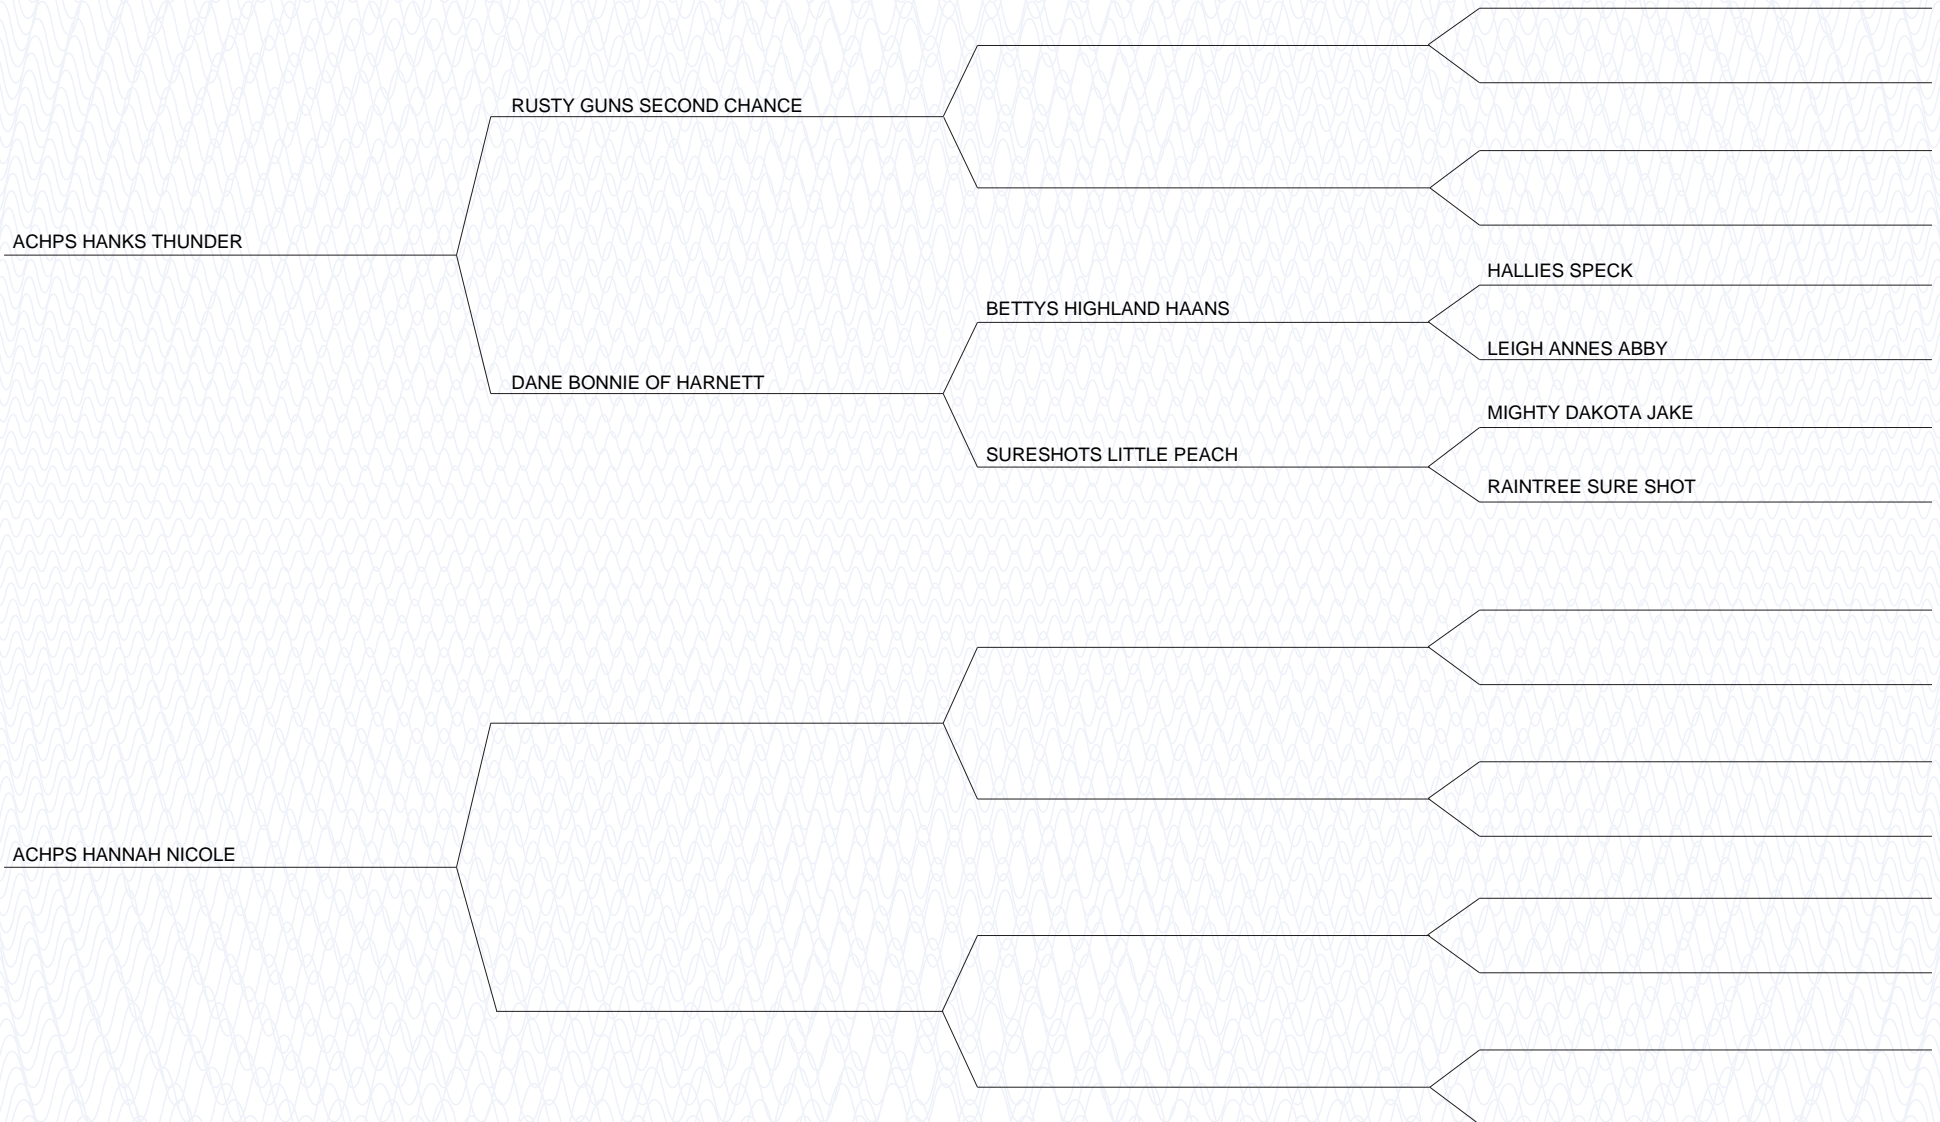 RUSTY GUNS SECOND CHANCE
ACHPS HANKS THUNDER
HALLIES SPECK
BETTYS HIGHLAND HAANS
LEIGH ANNES ABBY
DANE BONNIE OF HARNETT
MIGHTY DAKOTA JAKE
SURESHOTS LITTLE PEACH
RAINTREE SURE SHOT
ACHPS HANNAH NICOLE